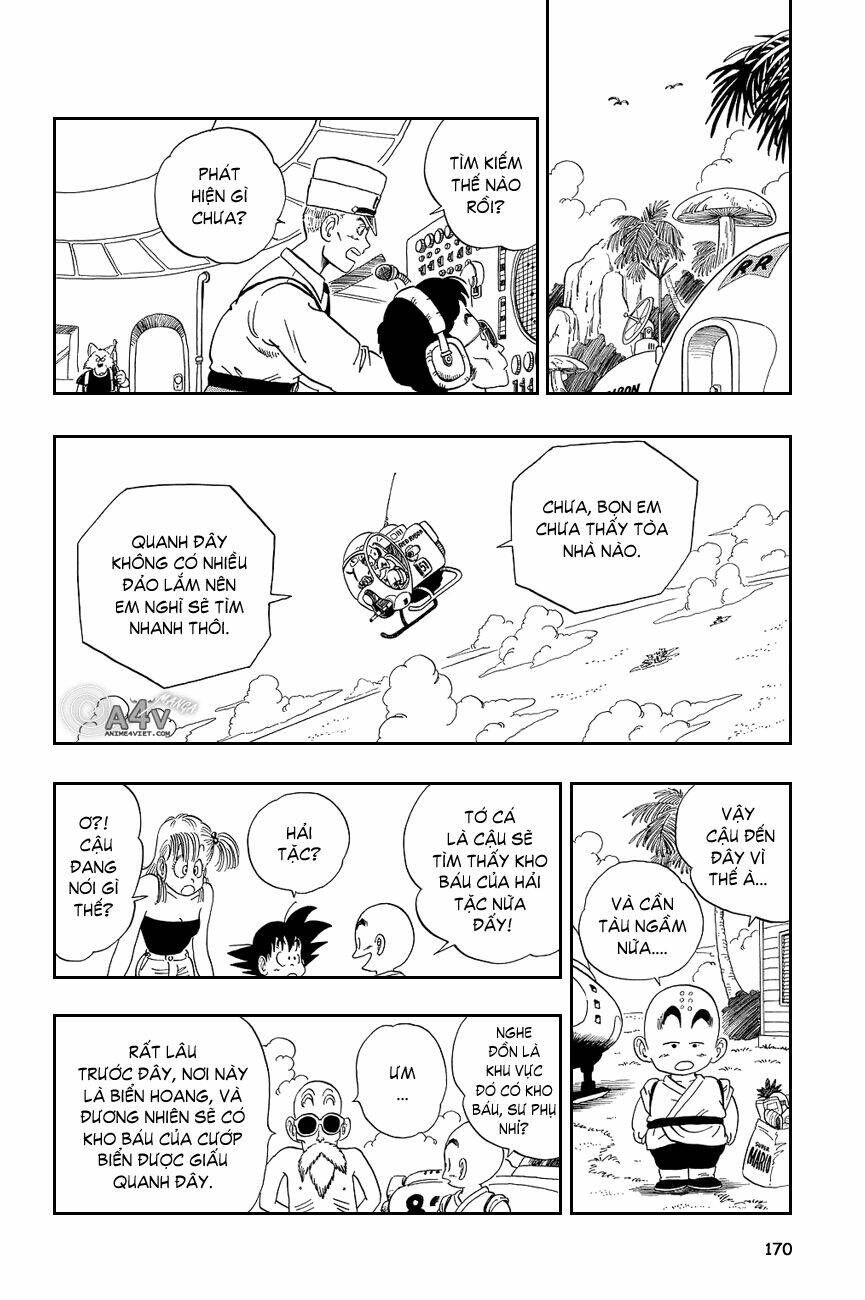 RR
TÌM KIẾM
THẾ NÀO
RỒI?
PHÁT
HIỆN GÌ
CHƯA?
CHƯA, BỌN EM
CHƯA THẤY TÒA
NHÀ NÀO.
QUANH ĐÂY
KHÔNG CÓ NHIỀU
ĐẢO LẮM NÊN
EM NGHĨ SẼ TÌM
NHANH THÔI.
MANGA
A4V
ANIME4VIET.COM
VẬY
CẬU ĐẾN
ĐÂY VÌ
THẾ À...
VÀ CẦN
TÀU NGẦM
NỮA....
SUPER
MARIO
TỚ CÁ
LÀ CẬU SẼ
TÌM THẤY KHO
BÁU CỦA HẢI
TẶC NỮA
ĐẤY!
HẢI
TẶC?
Ơ?!
CẬU
ĐANG
NÓI GÌ
THẾ?
NGHE
ĐỒN LÀ
KHU VỰC
ĐÓ CÓ KHO
BÁU, SƯ PHỤ
NHỈ?
ƯM
...
RẤT LÂU
TRƯỚC ĐÂY, NƠI NÀY
LÀ BIỂN HOANG, VÀ
ĐƯƠNG NHIÊN SẼ CÓ
KHO BÁU CỦA CƯỚP
BIỂN ĐƯỢC GIẤU
QUANH ĐÂY.
170